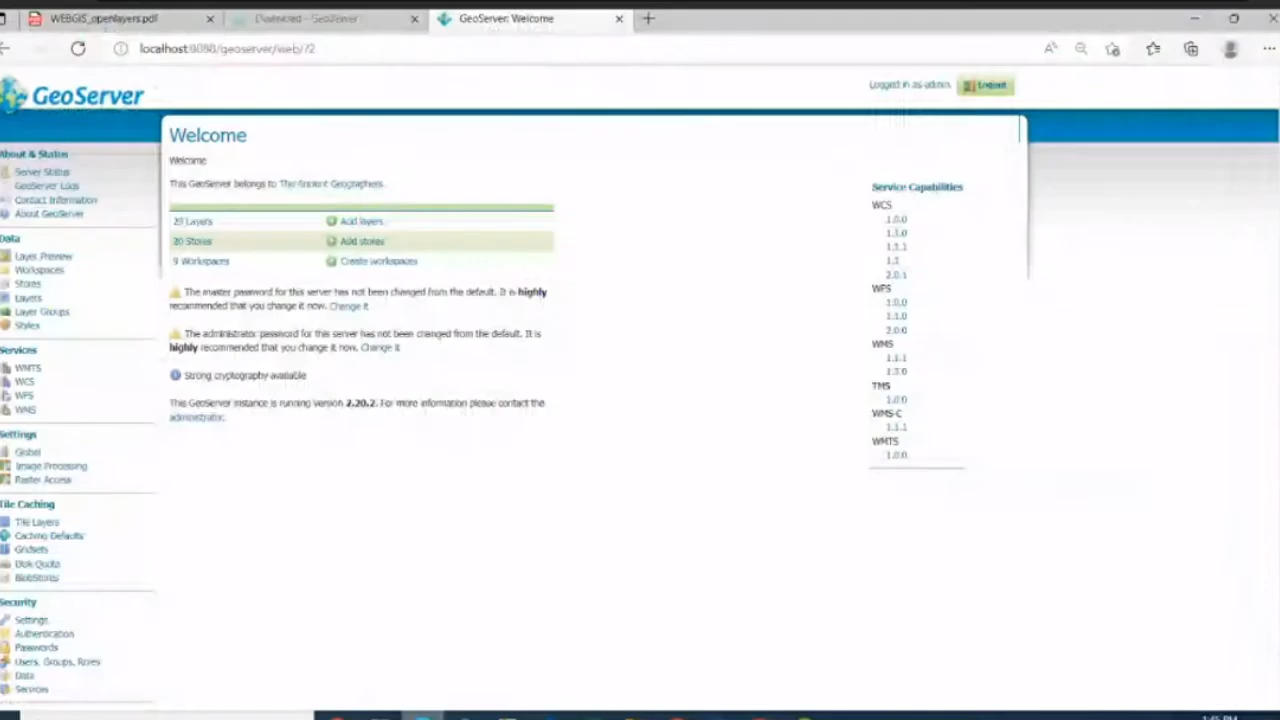 WEBGIS_openlayers.pdf
Dashboard - GeoServer
GeoServer: Welcome
localhost:8080/geoserver/web/?2
GeoServer
Logged in as admin.
Logout
Welcome
Welcome
This GeoServer belongs to The Ancient Geographers.
Layers
Add layers
20 Stores
Add stores
9 Workspaces
Create workspaces
The master password for this server has not been changed from the default. It is highly
recommended that you change it now. Change it
The administrator password for this server has not been changed from the default. It is
highly recommended that you change it now. Change it
Strong cryptography available
This GeoServer instance is running version 2.20.2. For more information please contact the
administrator.
About & Status
Server Status
GeoServer Logs
Contact Information
About GeoServer
Data
Layer Preview
Workspaces
Stores
Layers
Layer Groups
Styles
Services
WMTS
WCS
WFS
WMS
Settings
Global
Image Processing
Raster Access
Tile Caching
Tile Layers
Caching Defaults
Gridsets
Disk Quota
BlobStores
Security
Settings
Authentication
Passwords
Users, Groups, Roles
Data
Services
Service Capabilities
WCS
1.0.0
1.1.0
1.1.1
1.1
2.0.1
WFS
1.0.0
1.1.0
2.0.0
WMS
1.1.1
1.3.0
TMS
1.0.0
WMS-C
1.1.1
WMTS
1.0.0